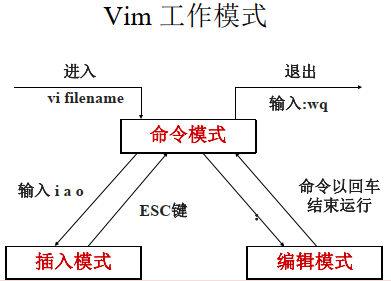 Vim 工作模式
进入
vi filename
退出
输入:wq
命令模式
输入 i a o
ESC键
:
命令以回车
结束运行
插入模式
编辑模式